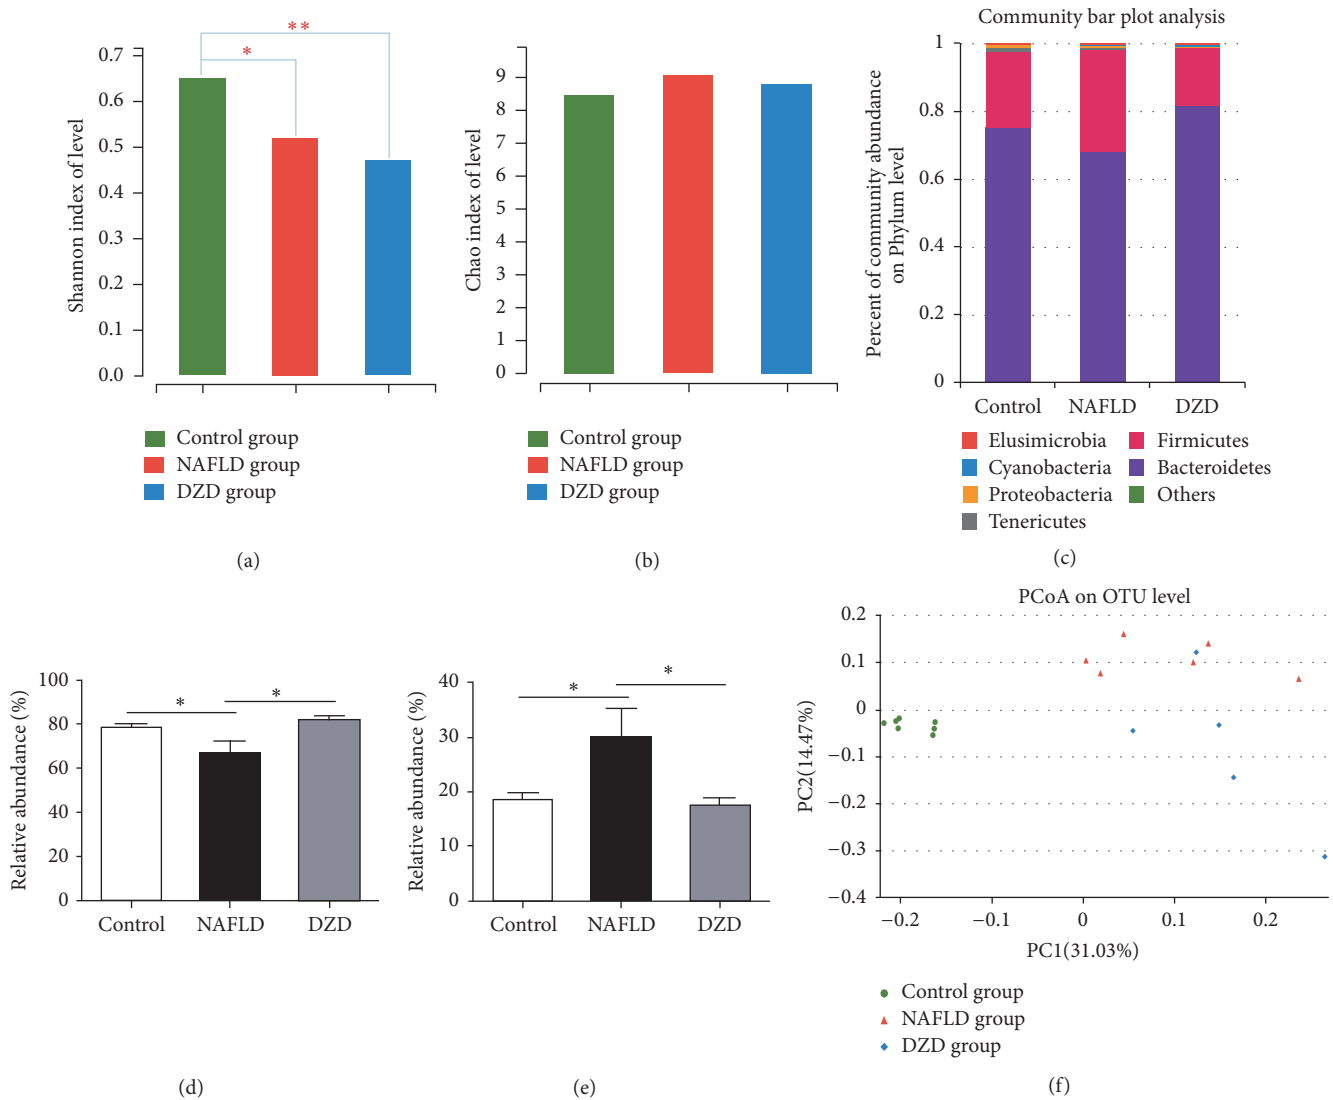 0.7
0.6
0.5
0.4
0.3
0.2
0.1
0.0
Shannon index of level
*
**
Control group
NAFLD group
DZD group
(a)
9
8
7
6
5
4
3
2
1
0
Chao index of level
Control group
NAFLD group
DZD group
(b)
Community bar plot analysis
1
0.8
0.6
0.4
0.2
0
Percent of community abundance
on Phylum level
Control NAFLD DZD
Elusimicrobia Firmicutes
Cyanobacteria Bacteroidetes
Proteobacteria Others
Tenericutes
(c)
100
80
60
40
20
0
Relative abundance (%)
* *
Control NAFLD DZD
(d)
40
30
20
10
0
Relative abundance (%)
* *
Control NAFLD DZD
(e)
PCoA on OTU level
0.2
0.1
0
−0.1
−0.2
−0.3
−0.4
PC2(14.47%)
−0.2 −0.1 0 0.1 0.2
PC1(31.03%)
Control group
NAFLD group
DZD group
(f)